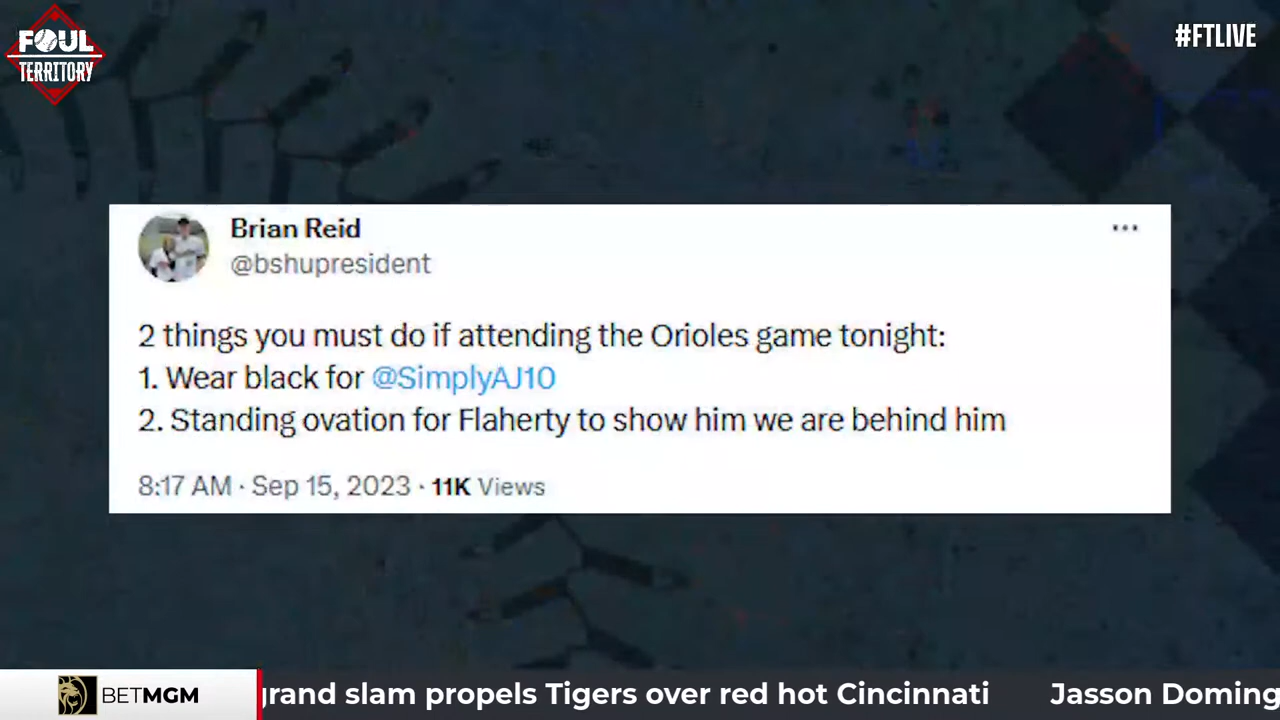 FOUL
TERRITORY
#FTLIVE
Brian Reid
@bshupresident
2 things you must do if attending the Orioles game tonight:
1. Wear black for @SimplyAJ10
2. Standing ovation for Flaherty to show him we are behind him
8:17 AM · Sep 15, 2023 · 11K Views
BETMGM
grand slam propels Tigers over red hot Cincinnati Jasson Doming